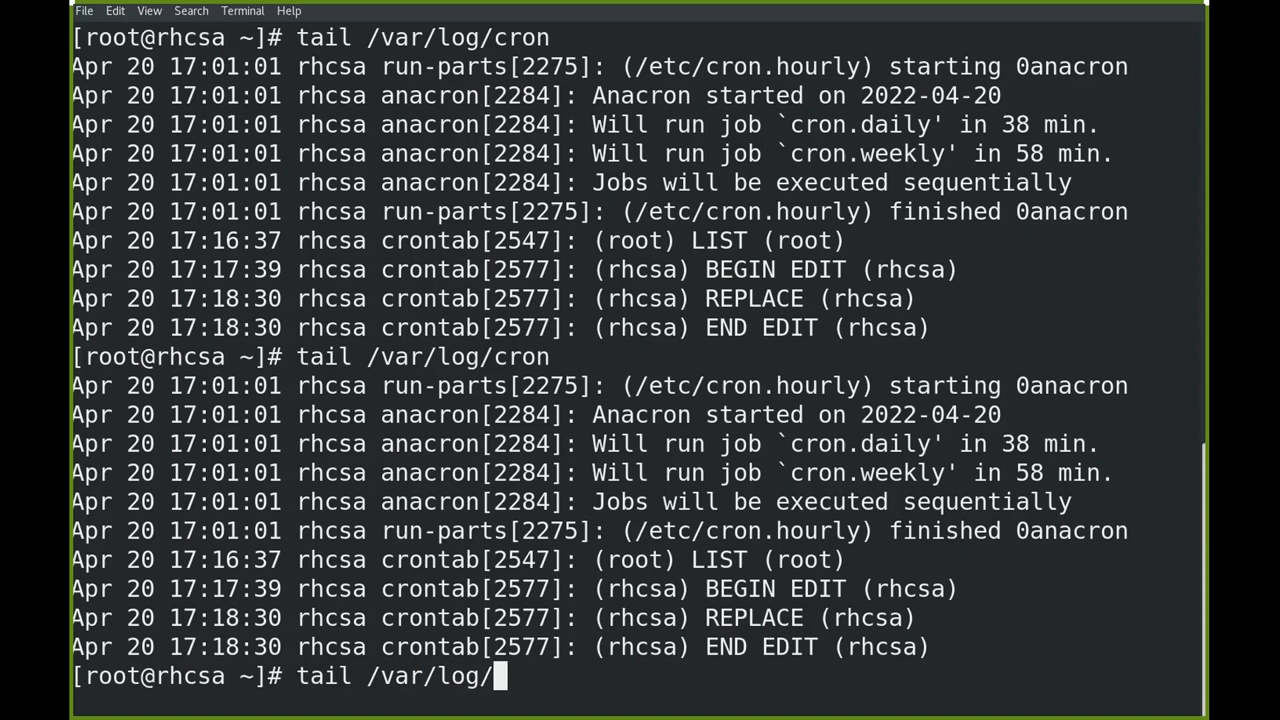 File Edit View Search Terminal Help
[root@rhcsa ~]# tail /var/log/cron
Apr 20 17:01:01 rhcsa run-parts[2275]: (/etc/cron.hourly) starting 0anacron
Apr 20 17:01:01 rhcsa anacron[2284]: Anacron started on 2022-04-20
Apr 20 17:01:01 rhcsa anacron[2284]: Will run job `cron.daily' in 38 min.
Apr 20 17:01:01 rhcsa anacron[2284]: Will run job `cron.weekly' in 58 min.
Apr 20 17:01:01 rhcsa anacron[2284]: Jobs will be executed sequentially
Apr 20 17:01:01 rhcsa run-parts[2275]: (/etc/cron.hourly) finished 0anacron
Apr 20 17:16:37 rhcsa crontab[2547]: (root) LIST (root)
Apr 20 17:17:39 rhcsa crontab[2577]: (rhcsa) BEGIN EDIT (rhcsa)
Apr 20 17:18:30 rhcsa crontab[2577]: (rhcsa) REPLACE (rhcsa)
Apr 20 17:18:30 rhcsa crontab[2577]: (rhcsa) END EDIT (rhcsa)
[root@rhcsa ~]# tail /var/log/cron
Apr 20 17:01:01 rhcsa run-parts[2275]: (/etc/cron.hourly) starting 0anacron
Apr 20 17:01:01 rhcsa anacron[2284]: Anacron started on 2022-04-20
Apr 20 17:01:01 rhcsa anacron[2284]: Will run job `cron.daily' in 38 min.
Apr 20 17:01:01 rhcsa anacron[2284]: Will run job `cron.weekly' in 58 min.
Apr 20 17:01:01 rhcsa anacron[2284]: Jobs will be executed sequentially
Apr 20 17:01:01 rhcsa run-parts[2275]: (/etc/cron.hourly) finished 0anacron
Apr 20 17:16:37 rhcsa crontab[2547]: (root) LIST (root)
Apr 20 17:17:39 rhcsa crontab[2577]: (rhcsa) BEGIN EDIT (rhcsa)
Apr 20 17:18:30 rhcsa crontab[2577]: (rhcsa) REPLACE (rhcsa)
Apr 20 17:18:30 rhcsa crontab[2577]: (rhcsa) END EDIT (rhcsa)
[root@rhcsa ~]# tail /var/log/